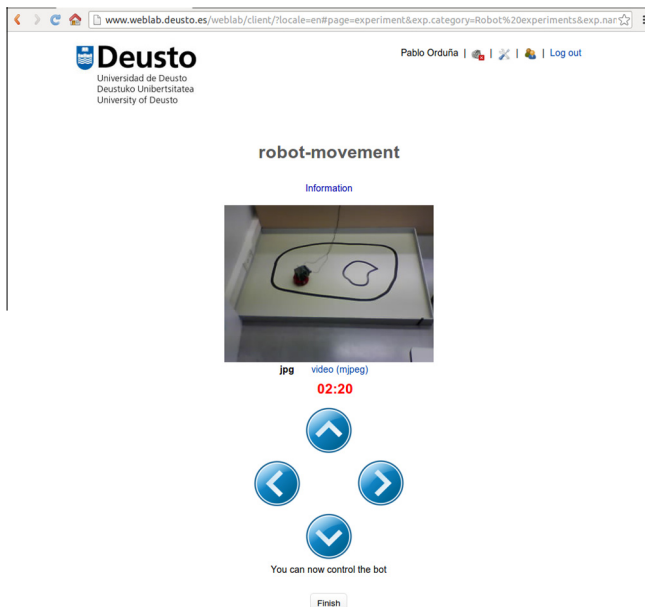 www.weblab.deusto.es/weblab/client/?locale=en#page=experiment&exp.category=Robot%20experiments&exp.nar
Deusto
Universidad de Deusto
Deustuko Unibertsitatea
University of Deusto
Pablo Orduña | | | | Log out
robot-movement
Information
jpg video (mjpeg)
02:20
You can now control the bot
Finish